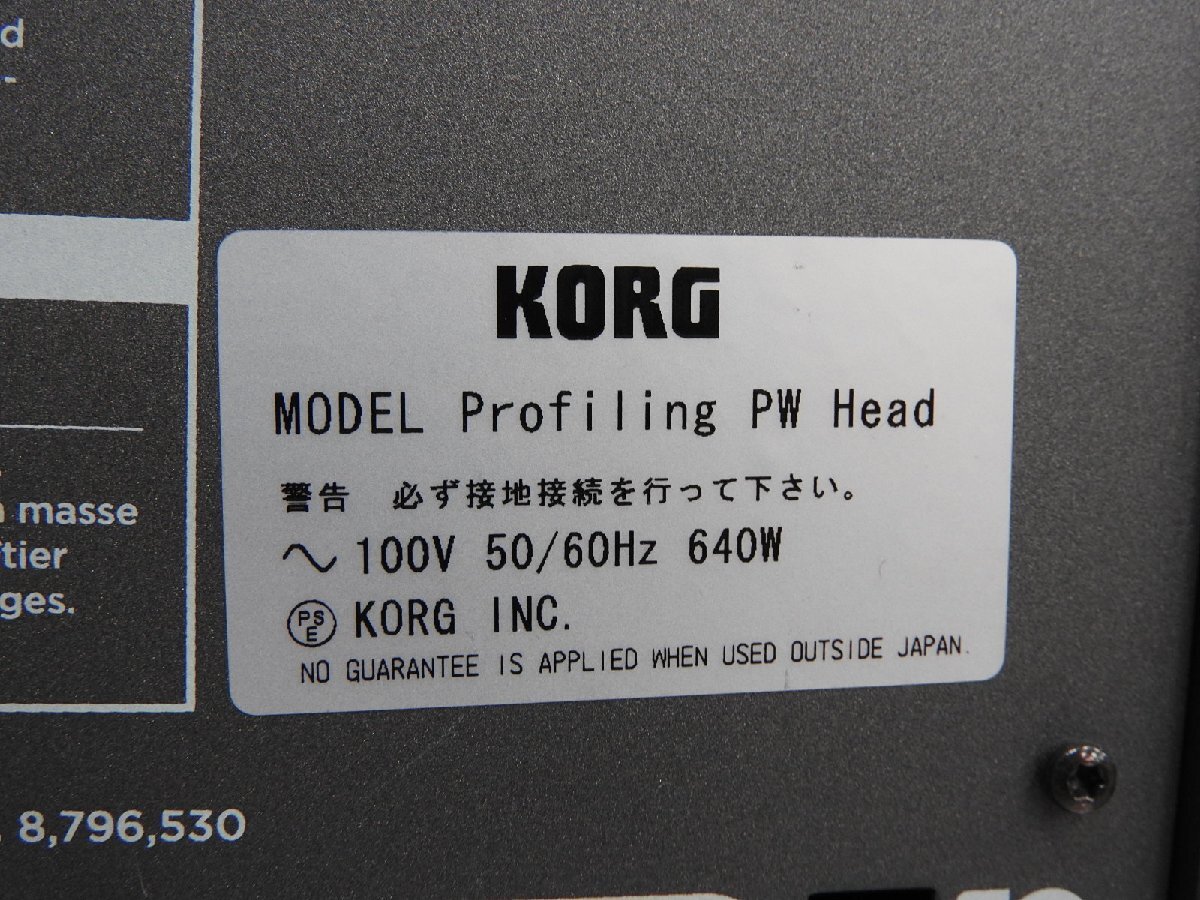 d
-
KORG
MODEL Profiling PW Head
警告 必ず接地接続を行って下さい。
~ 100V 50/60Hz 640W
PSE KORG INC.
NO GUARANTEE IS APPLIED WHEN USED OUTSIDE JAPAN.
masse
ges.
8,796,530